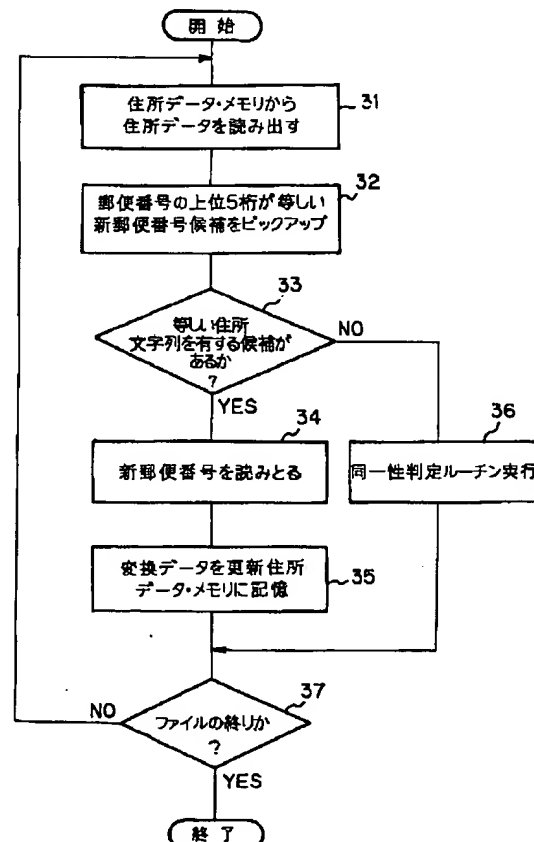 開始
住所データ・メモリから
住所データを読み出す
31
郵便番号の上位5桁が等しい
新郵便番号候補をピックアップ
32
等しい住所
文字列を有する候補が
あるか
?
33
NO
YES
新郵便番号を読みとる
34
同一性判定ルーチン実行
36
変換データを更新住所
データ・メモリに記憶
35
ファイルの終りか
?
37
NO
YES
終了